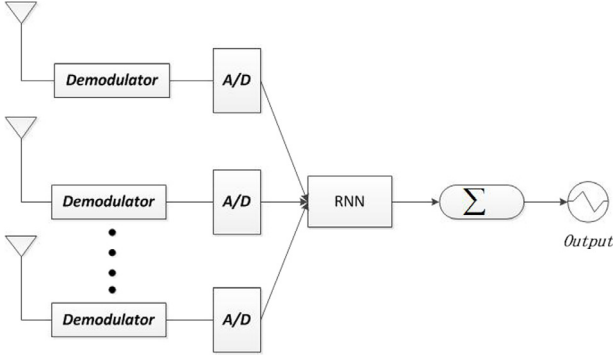 Demodulator
A/D
Demodulator
A/D
RNN
Σ
Output
Demodulator
A/D